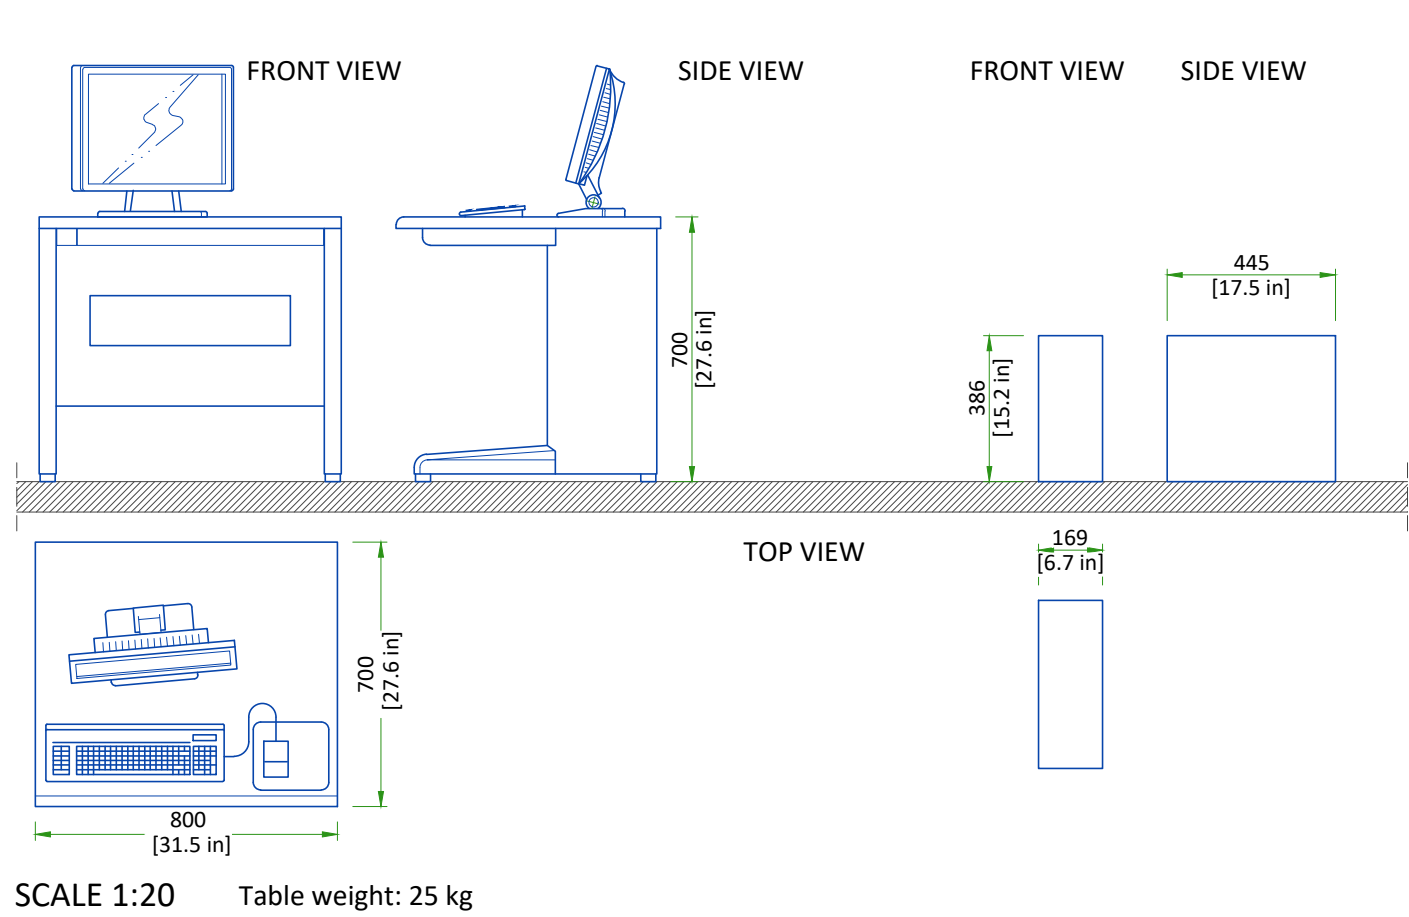 FRONT VIEW
SIDE VIEW
FRONT VIEW
SIDE VIEW
445
[17.5 in]
700
[27.6 in]
386
[15.2 in]
TOP VIEW
169
[6.7 in]
700
[27.6 in]
800
[31.5 in]
SCALE 1:20
Table weight: 25 kg